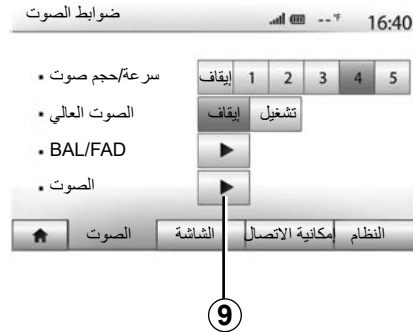 ضوابط الصوت --°F 16:40
سرعة/حجم صوت إيقاف 1 2 3 4 5
الصوت العالي إيقاف تشغيل
BAL/FAD
الصوت
الصوت الشاشة إمكانية الاتصال النظام
9